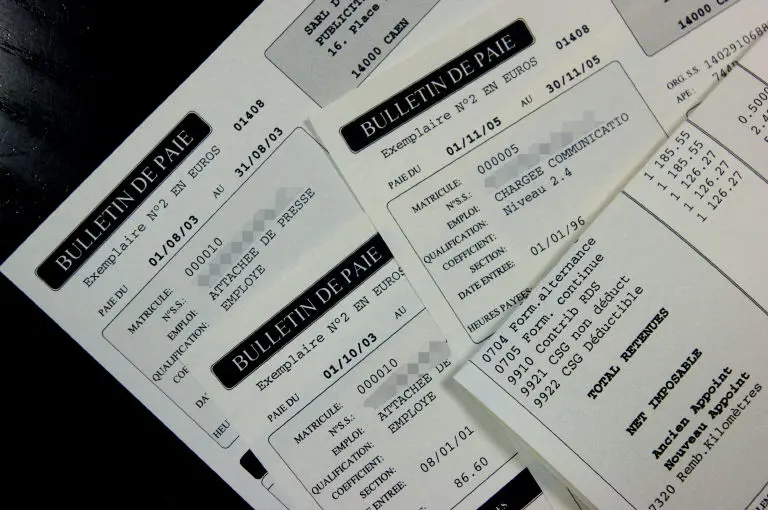 SARL D
PUBLICIT
16. Place
14000 CAEN
BULLETIN DE PAIE
01408
Exemplaire N°2 EN EUROS
PAIE DU 01/08/03 AU 31/08/03
MATRICULE: 000010
N°S.S.:
EMPLOI: ATTACHEE DE PRESSE
QUALIFICATION: EMPLOYE
COEF
DA
HEU
BULLETIN DE PAIE
Exemplaire N°2 EN EUROS
PAIE DU 01/10/03 AU
MATRICULE: 000010
N°S.S.:
EMPLOI: ATTACHEE DE
QUALIFICATION: EMPLOYE
COEFFICIENT:
SECTION:
ENTREE: 08/01/01
86.60
14000 CAEN
BULLETIN DE PAIE
01408
Exemplaire N°2 EN EUROS
PAIE DU 01/11/05 AU 30/11/05
ORG.S.S.
APE:
MATRICULE: 000005
N°S.S.:
EMPLOI: CHARGEE COMMUNICATIO
QUALIFICATION: Niveau 2.4
COEFFICIENT:
SECTION:
DATE ENTREE: 01/01/96
HEURES PAYEES
1 185.55
1 185.55
1 126.27
1 126.27
1 126.27
0704 Form.alternance
0705 Form. continue
9910 Contrib RDS
9921 CSG non déduct
9922 CSG Déductible
TOTAL RETENUES
NET IMPOSABLE
Ancien Appoint
Nouveau Appoint
7320 Remb.Kilomètres